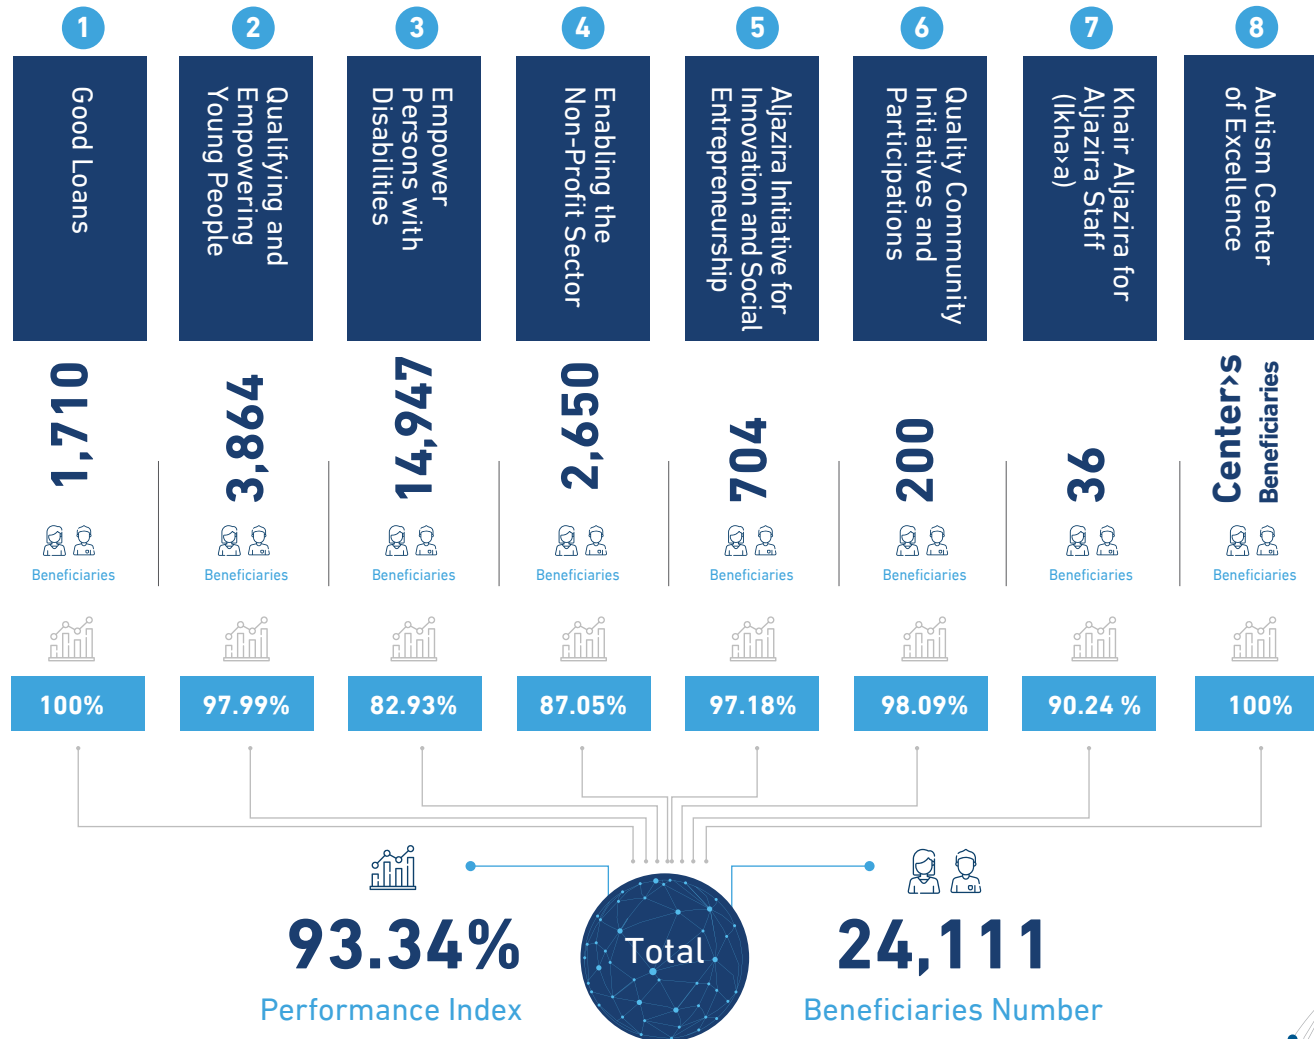 1
2
3
4
5
6
7
8
Good Loans
Qualifying and
Empowering
Young People
Empower
Persons with
Disabilities
Enabling the
Non-Profit Sector
Aljazira Initiative for
Innovation and Social
Entrepreneurship
Quality Community
Initiatives and
Participations
Khair Aljazira for
Aljazira Staff
(Ikha›a)
Autism Center
of Excellence
1,710
3,864
14,947
2,650
704
200
36
Center›s
Beneficiaries
Beneficiaries
Beneficiaries
Beneficiaries
Beneficiaries
Beneficiaries
Beneficiaries
Beneficiaries
Beneficiaries
100%
97.99%
82.93%
87.05%
97.18%
98.09%
90.24 %
100%
93.34%
Performance Index
Total
24,111
Beneficiaries Number